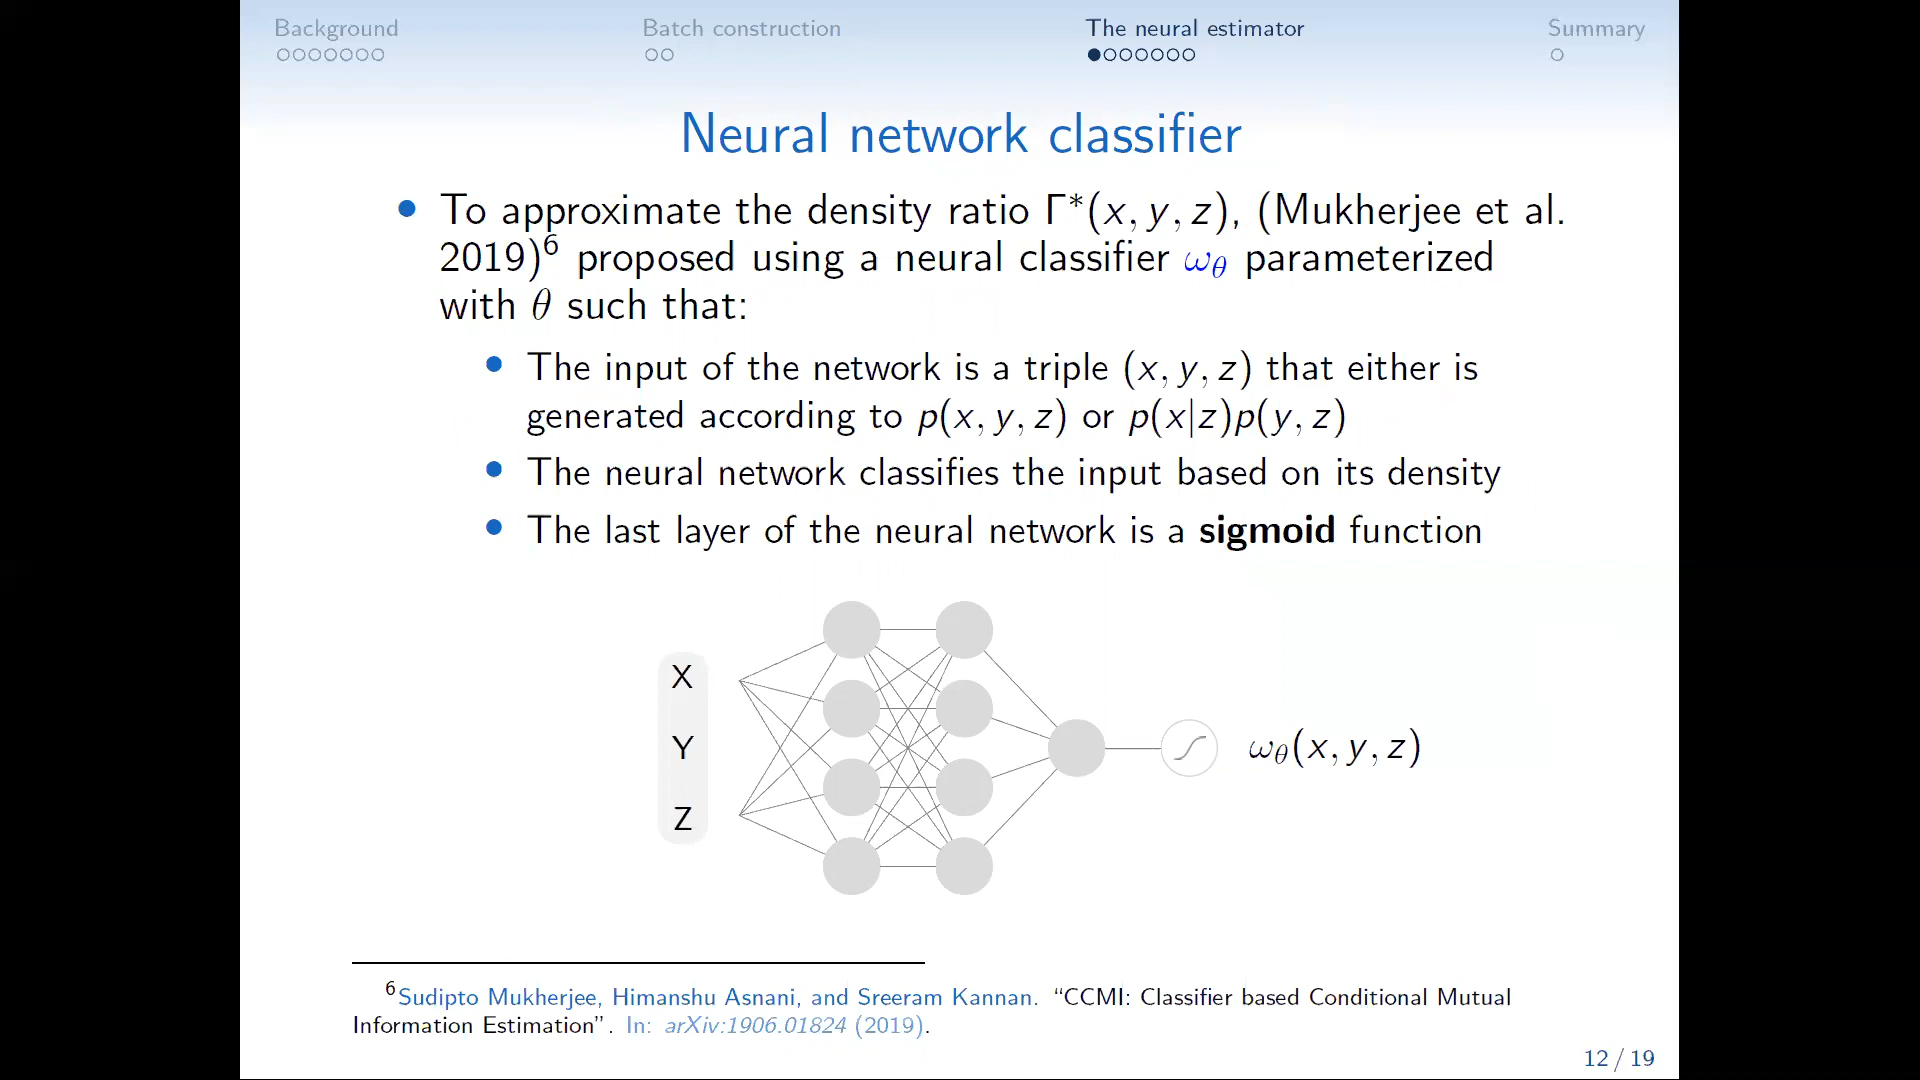 Background Batch construction The neural estimator Summary
Neural network classifier
• To approximate the density ratio Γ*(x, y, z), (Mukherjee et al.
2019)⁶ proposed using a neural classifier ω_θ parameterized
with θ such that:
• The input of the network is a triple (x, y, z) that either is
generated according to p(x, y, z) or p(x|z)p(y, z)
• The neural network classifies the input based on its density
• The last layer of the neural network is a sigmoid function
X
Y
Z
ω_θ(x, y, z)
⁶Sudipto Mukherjee, Himanshu Asnani, and Sreeram Kannan. “CCMI: Classifier based Conditional Mutual
Information Estimation”. In: arXiv:1906.01824 (2019).
12 / 19